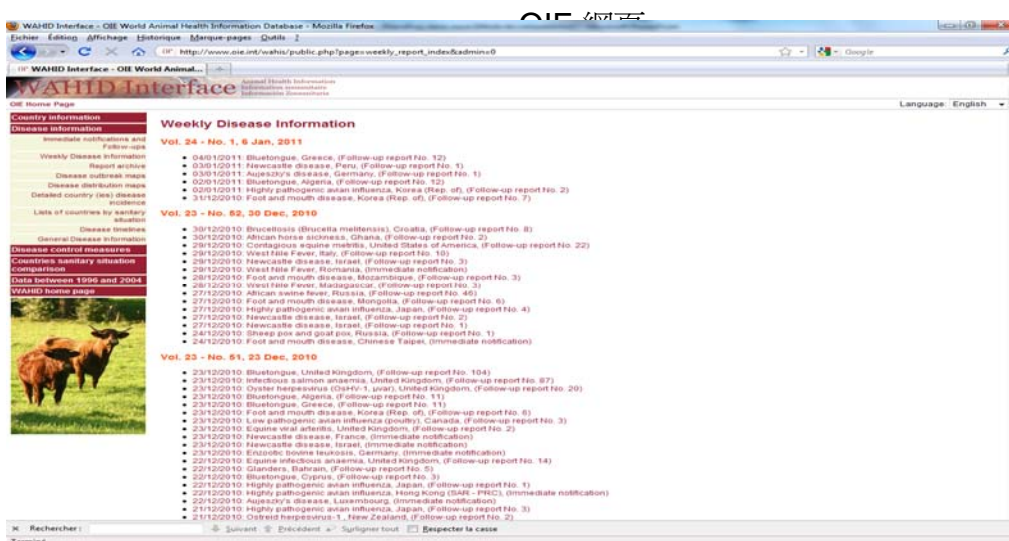 OIE 網頁
WAHID Interface - OIE World Animal Health Information Database - Mozilla Firefox
Fichier Édition Affichage Historique Marque-pages Outils ?
http://www.oie.int/wahis/public.php?page=weekly_report_index&admin=0
Google
WAHID Interface - OIE World Animal...
WAHID Interface
Animal Health Information
Information zoosanitaire
Información Zoosanitaria
OIE Home Page
Language: English
Country information
Disease information
Immediate notifications and
Follow-ups
Weekly Disease Information
Report archive
Disease outbreak maps
Disease distribution maps
Detailed country (ies) disease
incidence
Lists of countries by sanitary
situation
Disease timelines
General Disease Information
Disease control measures
Countries sanitary situation
comparison
Data between 1996 and 2004
WAHID home page
Weekly Disease Information
Vol. 24 - No. 1, 6 Jan, 2011
04/01/2011: Bluetongue, Greece, (Follow-up report No. 12)
03/01/2011: Newcastle disease, Peru, (Follow-up report No. 1)
03/01/2011: Aujeszky's disease, Germany, (Follow-up report No. 1)
02/01/2011: Bluetongue, Algeria, (Follow-up report No. 12)
02/01/2011: Highly pathogenic avian influenza, Korea (Rep. of), (Follow-up report No. 2)
31/12/2010: Foot and mouth disease, Korea (Rep. of), (Follow-up report No. 7)
Vol. 23 - No. 52, 30 Dec, 2010
30/12/2010: Brucellosis (Brucella melitensis), Croatia, (Follow-up report No. 8)
30/12/2010: African horse sickness, Ghana, (Follow-up report No. 2)
29/12/2010: Contagious equine metritis, United States of America, (Follow-up report No. 22)
29/12/2010: West Nile Fever, Italy, (Follow-up report No. 10)
29/12/2010: Newcastle disease, Israel, (Follow-up report No. 3)
29/12/2010: West Nile Fever, Romania, (Immediate notification)
28/12/2010: Foot and mouth disease, Mozambique, (Follow-up report No. 3)
28/12/2010: West Nile Fever, Madagascar, (Follow-up report No. 3)
27/12/2010: African swine fever, Russia, (Follow-up report No. 46)
27/12/2010: Foot and mouth disease, Mongolia, (Follow-up report No. 6)
27/12/2010: Highly pathogenic avian influenza, Japan, (Follow-up report No. 4)
27/12/2010: Newcastle disease, Israel, (Follow-up report No. 2)
27/12/2010: Newcastle disease, Israel, (Follow-up report No. 1)
24/12/2010: Sheep pox and goat pox, Russia, (Follow-up report No. 1)
24/12/2010: Foot and mouth disease, Chinese Taipei, (Immediate notification)
Vol. 23 - No. 51, 23 Dec, 2010
23/12/2010: Bluetongue, United Kingdom, (Follow-up report No. 104)
23/12/2010: Infectious salmon anaemia, United Kingdom, (Follow-up report No. 87)
23/12/2010: Oyster herpesvirus (OsHV-1, µvar), United Kingdom, (Follow-up report No. 20)
23/12/2010: Bluetongue, Algeria, (Follow-up report No. 11)
23/12/2010: Bluetongue, Greece, (Follow-up report No. 11)
23/12/2010: Foot and mouth disease, Korea (Rep. of), (Follow-up report No. 6)
23/12/2010: Low pathogenic avian influenza (poultry), Canada, (Follow-up report No. 3)
23/12/2010: Equine viral arteritis, United Kingdom, (Follow-up report No. 2)
23/12/2010: Newcastle disease, France, (Immediate notification)
23/12/2010: Newcastle disease, Israel, (Immediate notification)
23/12/2010: Enzootic bovine leukosis, Germany, (Immediate notification)
22/12/2010: Equine infectious anaemia, United Kingdom, (Follow-up report No. 14)
22/12/2010: Glanders, Bahrain, (Follow-up report No. 5)
22/12/2010: Bluetongue, Cyprus, (Follow-up report No. 3)
22/12/2010: Highly pathogenic avian influenza, Japan, (Follow-up report No. 1)
22/12/2010: Highly pathogenic avian influenza, Hong Kong (SAR - PRC), (Immediate notification)
22/12/2010: Aujeszky's disease, Luxembourg, (Immediate notification)
21/12/2010: Highly pathogenic avian influenza, Japan, (Follow-up report No. 3)
21/12/2010: Ostreid herpesvirus-1 , New Zealand, (Follow-up report No. 2)
Rechercher : Suivant Précédent Surligner tout Respecter la casse
Terminé